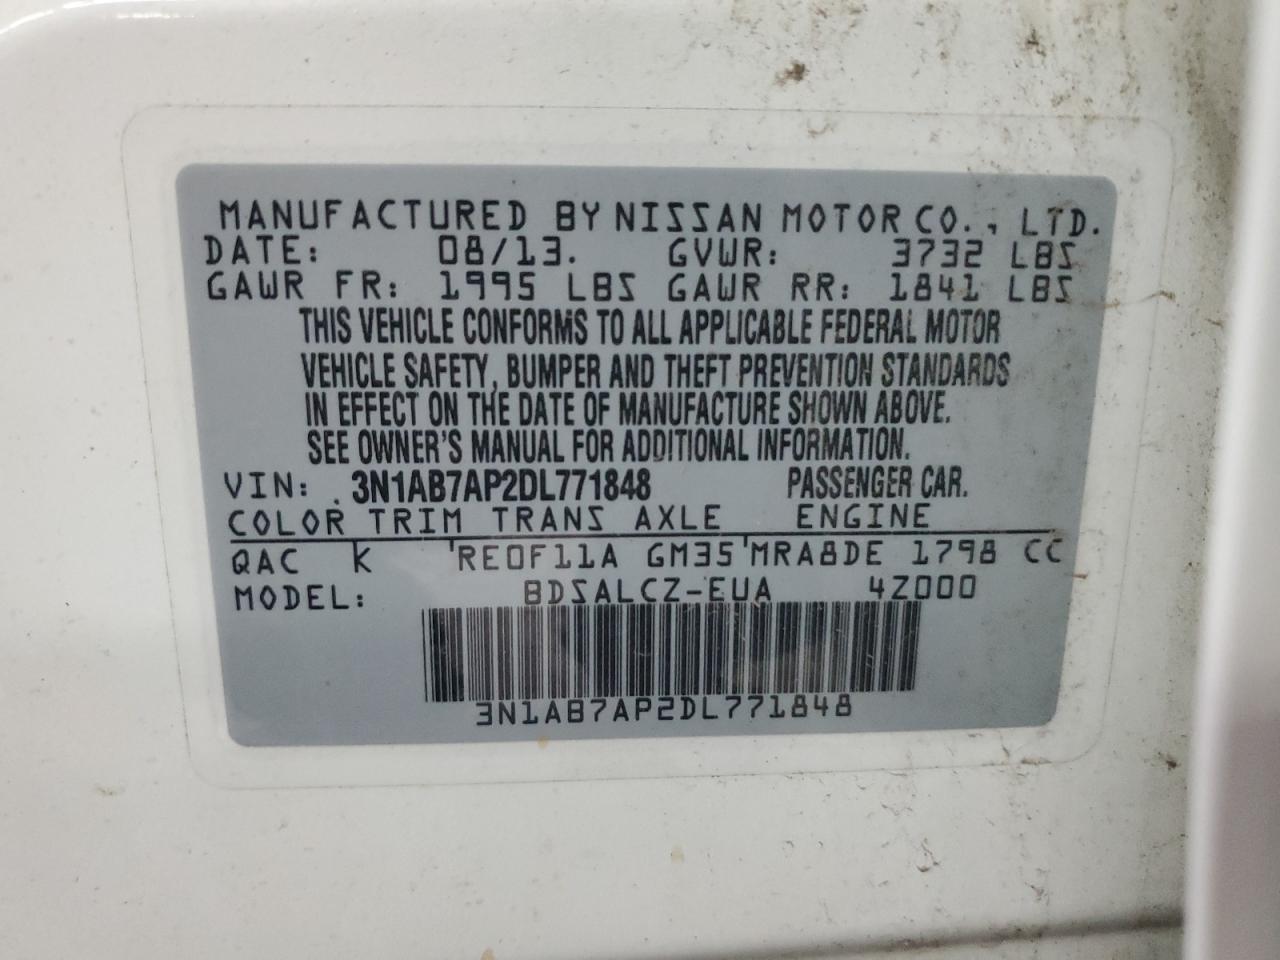 MANUFACTURED BY NISSAN MOTOR CO., LTD.
DATE: 08/13. GVWR: 3732 LBS
GAWR FR: 1995 LBS GAWR RR: 1841 LBS
THIS VEHICLE CONFORMS TO ALL APPLICABLE FEDERAL MOTOR
VEHICLE SAFETY, BUMPER AND THEFT PREVENTION STANDARDS
IN EFFECT ON THE DATE OF MANUFACTURE SHOWN ABOVE.
SEE OWNER'S MANUAL FOR ADDITIONAL INFORMATION.
VIN: 3N1AB7AP2DL771848 PASSENGER CAR.
COLOR TRIM TRANS AXLE ENGINE
QAC K RE0F11A GM35 MRA8DE 1798 CC
MODEL: BDSALCZ-EUA 4Z000
3N1AB7AP2DL771848